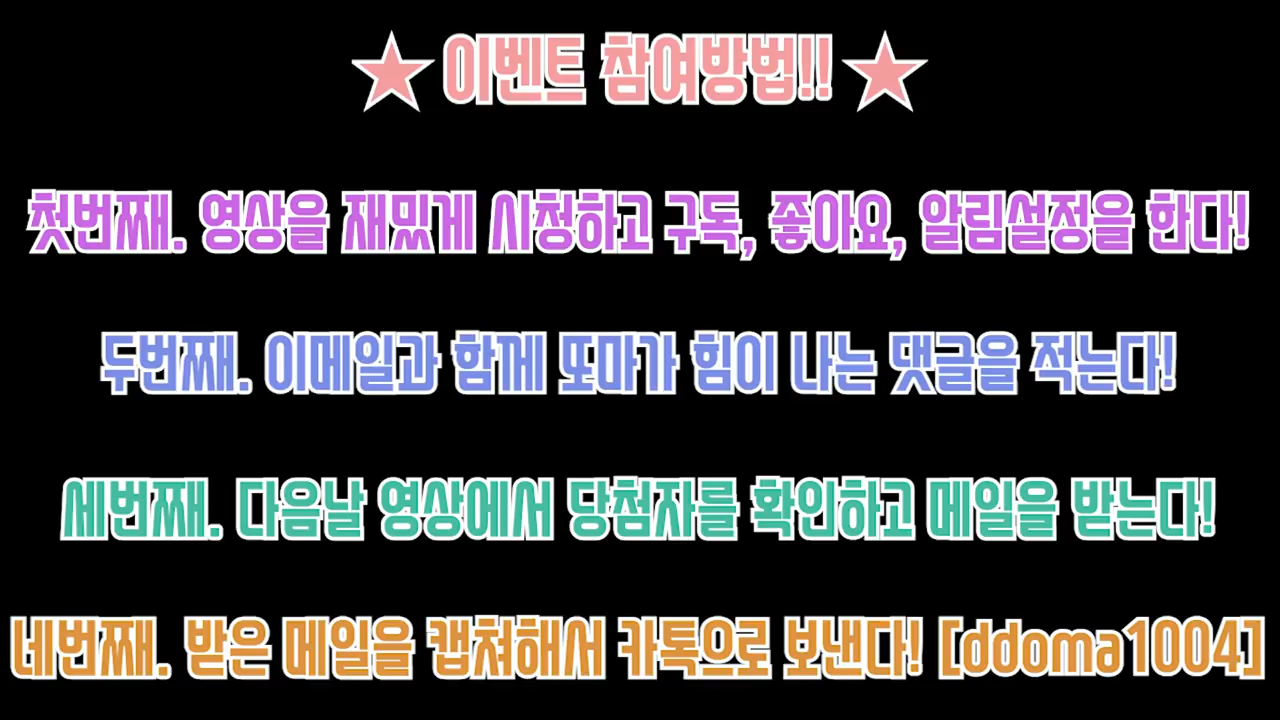 ★ 이벤트 참여방법!! ★
첫번째. 영상을 재밌게 시청하고 구독, 좋아요, 알림설정을 한다!
두번째. 이메일과 함께 또마가 힘이 나는 댓글을 적는다!
세번째. 다음날 영상에서 당첨자를 확인하고 메일을 받는다!
네번째. 받은 메일을 캡쳐해서 카톡으로 보낸다! [ddoma1004]